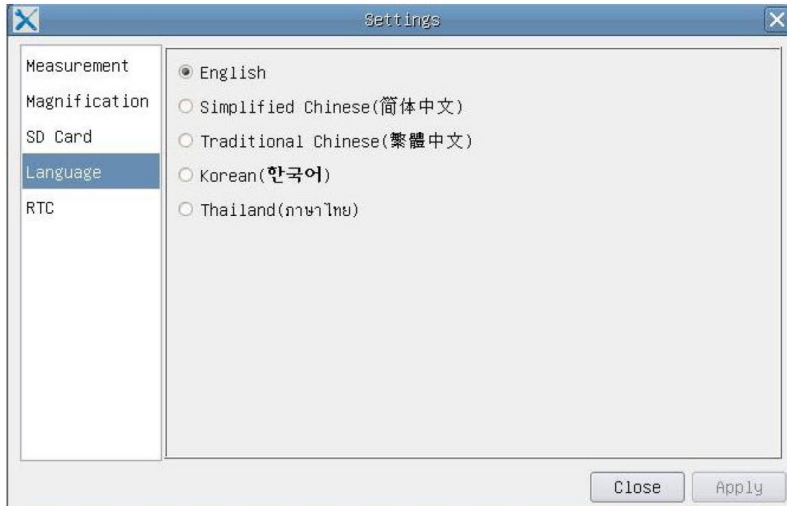 Settings
Measurement
Magnification
SD Card
Language
RTC
English
Simplified Chinese(简体中文)
Traditional Chinese(繁體中文)
Korean(한국어)
Thailand(ภาษาไทย)
Close
Apply